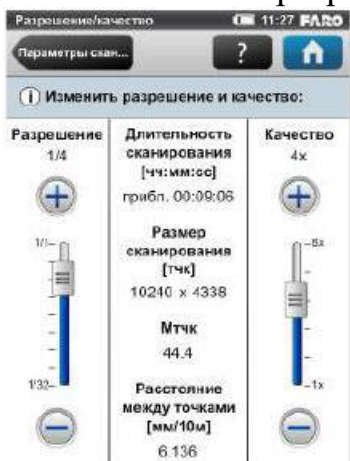 Разрешение/качество 11:27 FARO
Параметры скан... ?
i Изменить разрешение и качество:
Разрешение
1/4
1/1
1/32
Длительность
сканирования
[чч:мм:сс]
прибл. 00:09:06
Размер
сканирования
[тчк]
10240 x 4338
Мтчк
44.4
Расстояние
между точками
[мм/10м]
6.136
Качество
4x
8x
1x